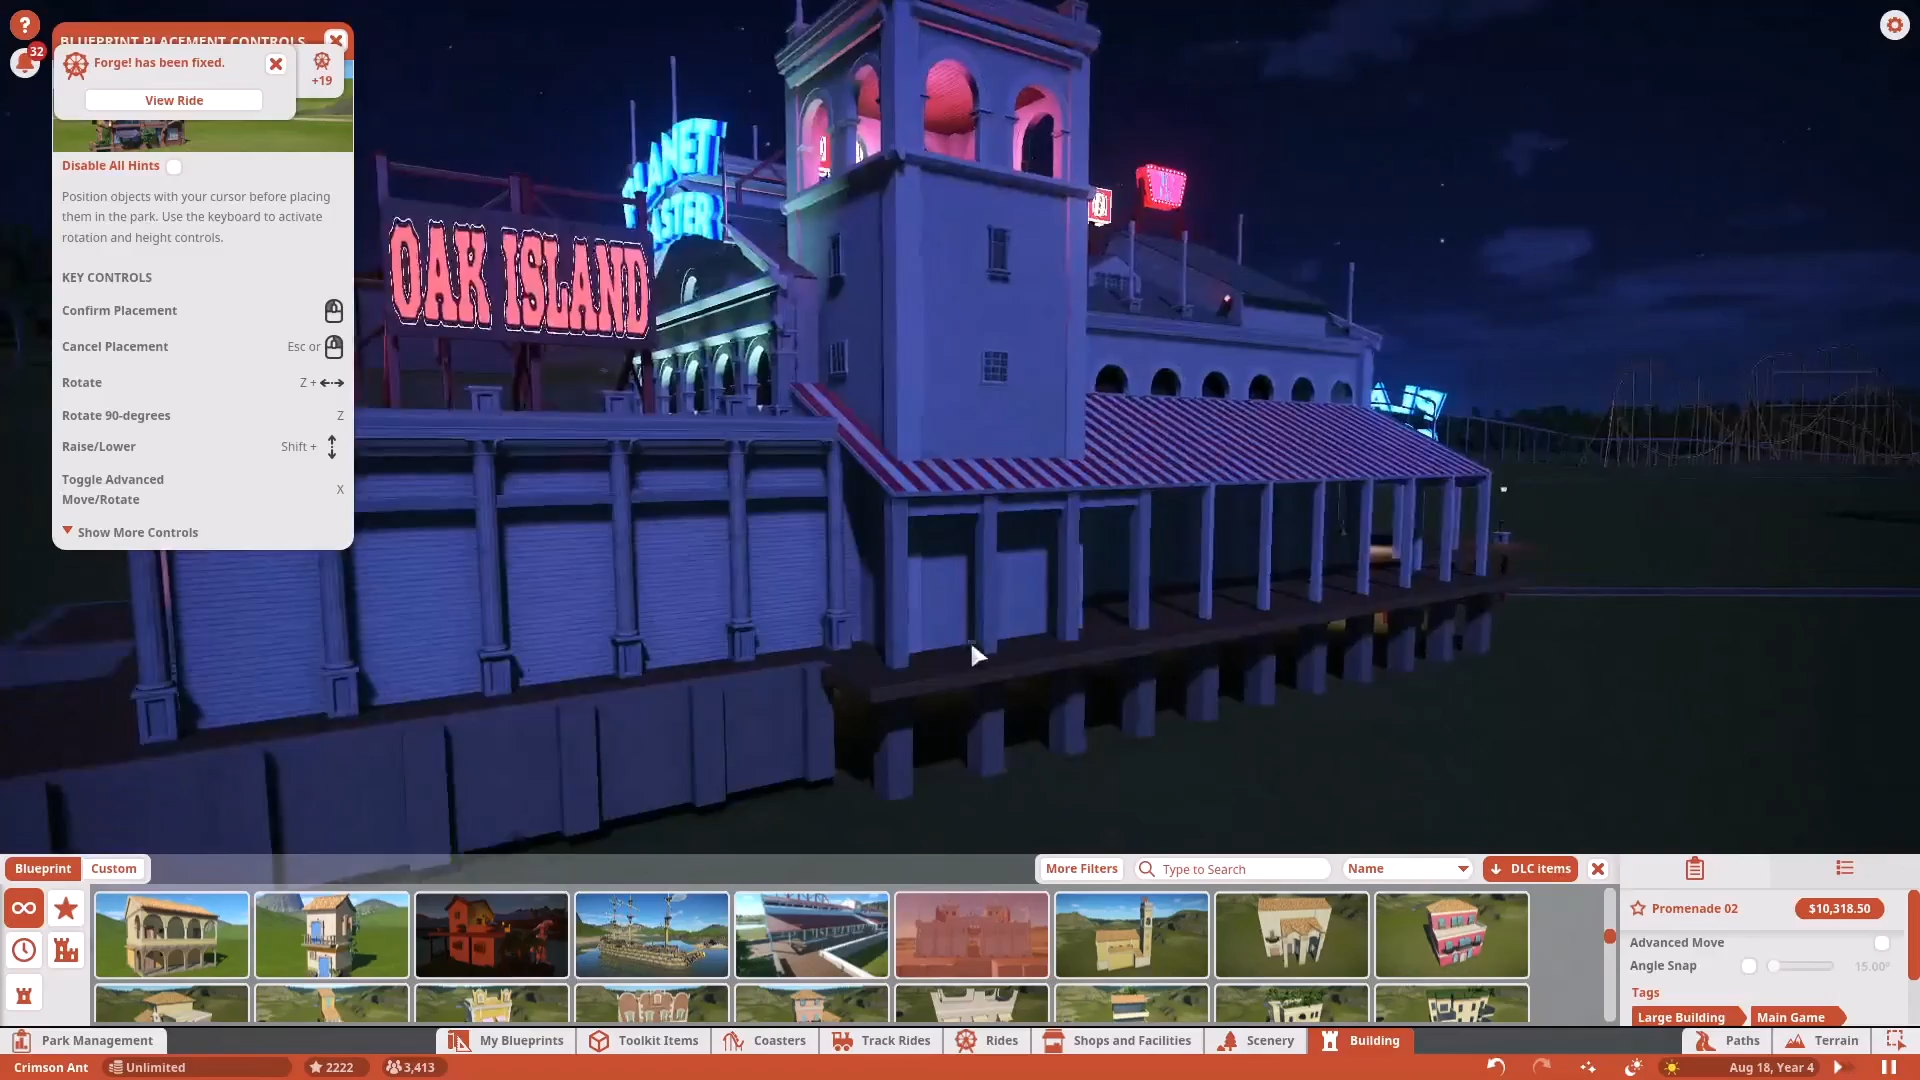 ?
32
BLUEPRINT PLACEMENT CONTROLS
Forge! has been fixed.
+19
View Ride
Disable All Hints
Position objects with your cursor before placing
them in the park. Use the keyboard to activate
rotation and height controls.
KEY CONTROLS
Confirm Placement
Cancel Placement Esc or
Rotate Z +
Rotate 90-degrees Z
Raise/Lower Shift +
Toggle Advanced
Move/Rotate X
Show More Controls
OAK ISLAND
Blueprint Custom
More Filters Type to Search Name DLC items
Promenade 02 $10,318.50
Advanced Move
Angle Snap 15.00°
Tags
Large Building Main Game
Park Management My Blueprints Toolkit Items Coasters Track Rides Rides Shops and Facilities Scenery Building Paths Terrain
Crimson Ant Unlimited 2222 3,413 Aug 18, Year 4